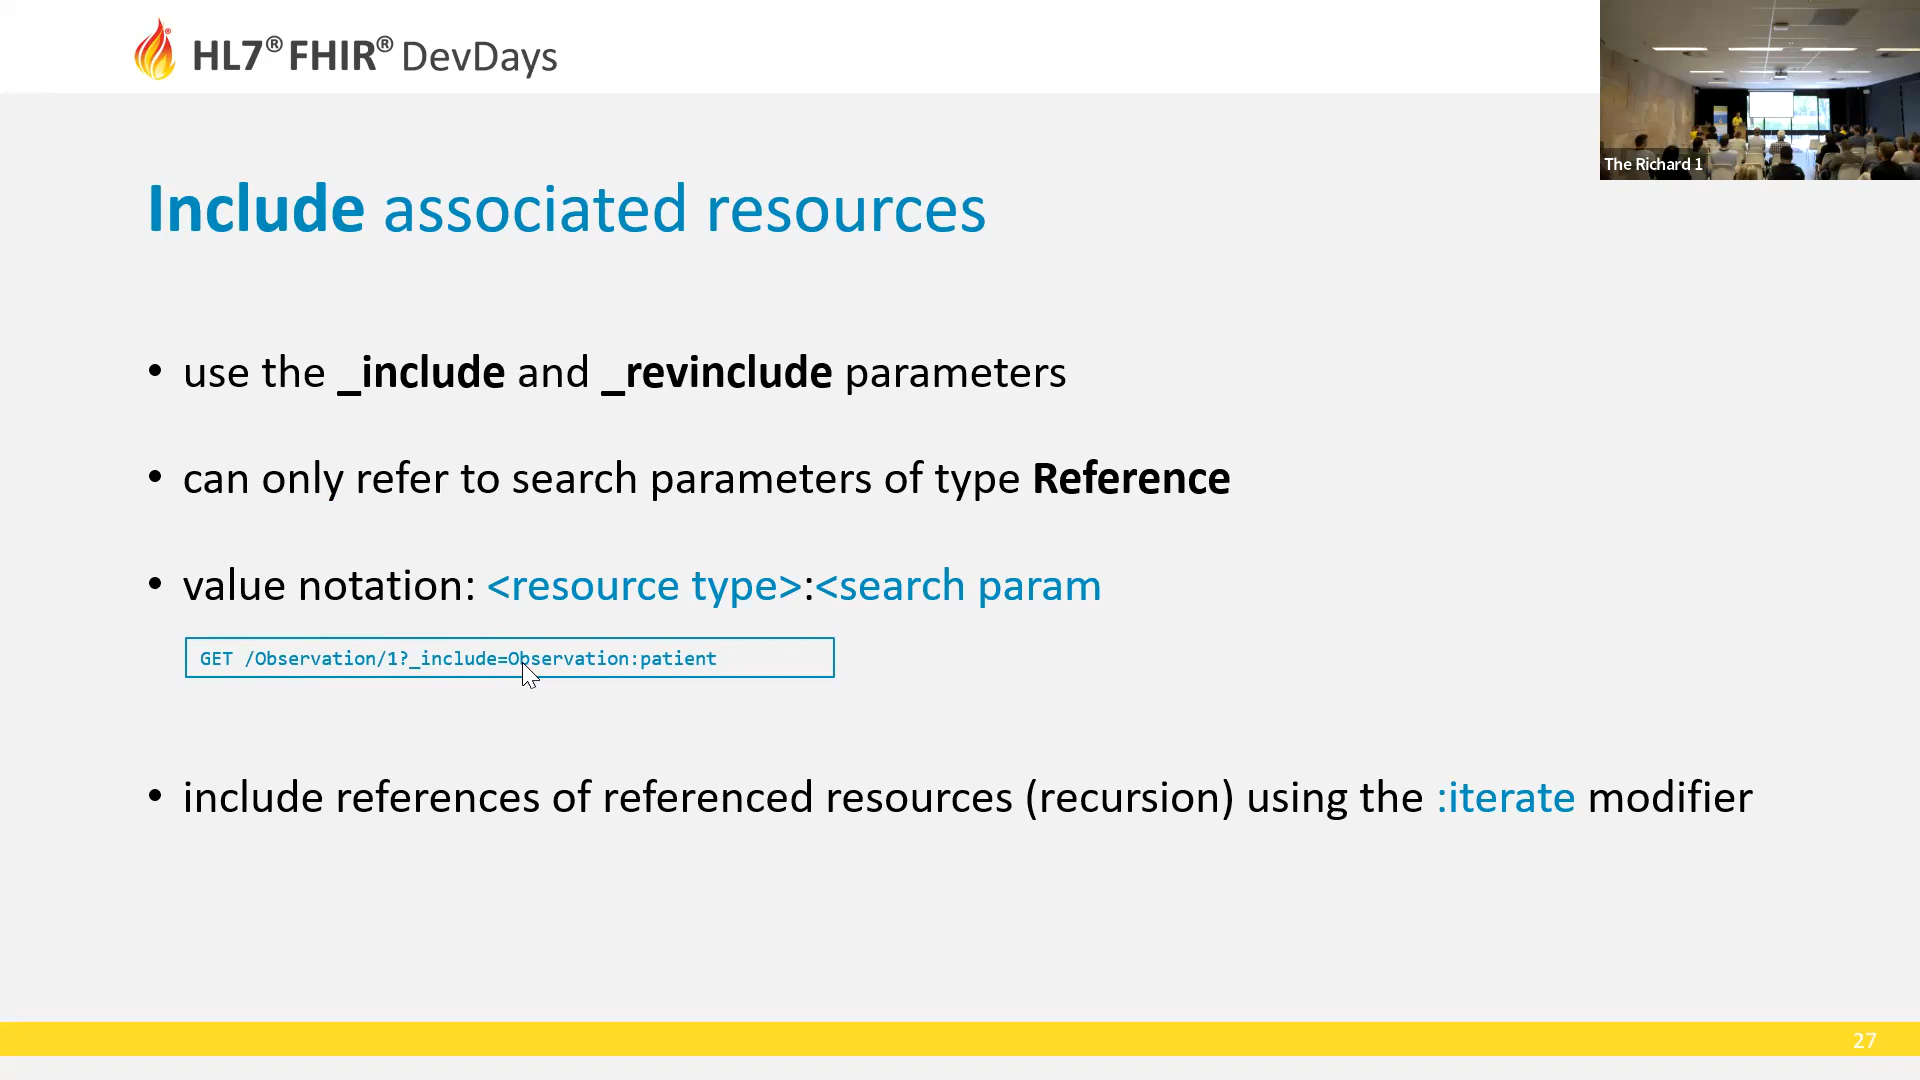 HL7® FHIR® DevDays
The Richard 1
Include associated resources
• use the _include and _revinclude parameters
• can only refer to search parameters of type Reference
• value notation: <resource type>:<search param
GET /Observation/1?_include=Observation:patient
• include references of referenced resources (recursion) using the :iterate modifier
27